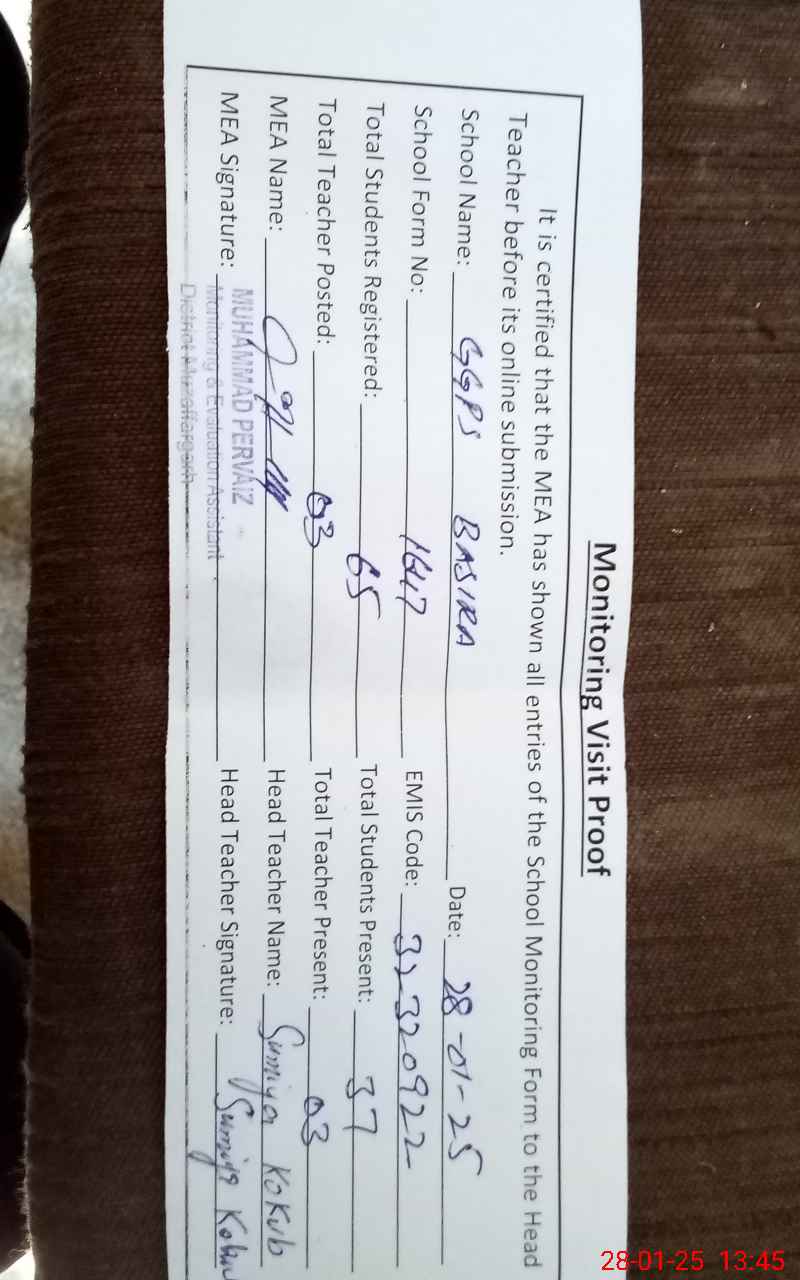 Monitoring Visit Proof
It is certified that the MEA has shown all entries of the School Monitoring Form to the Head
Teacher before its online submission.
School Name: GGPS BASIRA Date: 28-01-25
School Form No: 1647 EMIS Code: 32320922
Total Students Registered: 65 Total Students Present: 37
Total Teacher Posted: 03 Total Teacher Present: 03
MEA Name: Head Teacher Name: Sumiya Kokub
MEA Signature: Head Teacher Signature: Sumiya
MUHAMMAD PERVAIZ
Monitoring & Evaluation Assistant
District Muzaffargarh
28-01-25 13:45